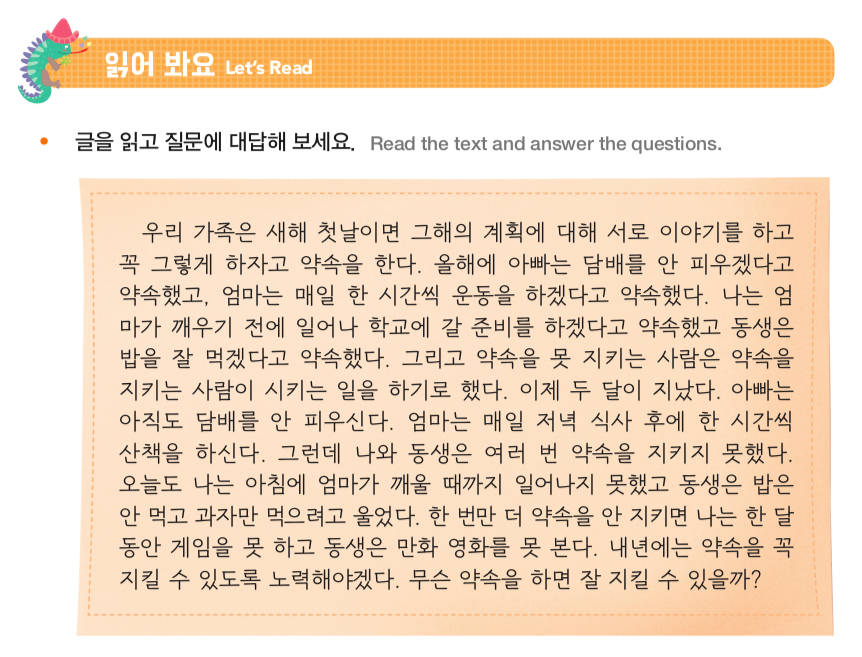 읽어 봐요 Let's Read
• 글을 읽고 질문에 대답해 보세요. Read the text and answer the questions.
우리 가족은 새해 첫날이면 그해의 계획에 대해 서로 이야기를 하고
꼭 그렇게 하자고 약속을 한다. 올해에 아빠는 담배를 안 피우겠다고
약속했고, 엄마는 매일 한 시간씩 운동을 하겠다고 약속했다. 나는 엄
마가 깨우기 전에 일어나 학교에 갈 준비를 하겠다고 약속했고 동생은
밥을 잘 먹겠다고 약속했다. 그리고 약속을 못 지키는 사람은 약속을
지키는 사람이 시키는 일을 하기로 했다. 이제 두 달이 지났다. 아빠는
아직도 담배를 안 피우신다. 엄마는 매일 저녁 식사 후에 한 시간씩
산책을 하신다. 그런데 나와 동생은 여러 번 약속을 지키지 못했다.
오늘도 나는 아침에 엄마가 깨울 때까지 일어나지 못했고 동생은 밥은
안 먹고 과자만 먹으려고 울었다. 한 번만 더 약속을 안 지키면 나는 한 달
동안 게임을 못 하고 동생은 만화 영화를 못 본다. 내년에는 약속을 꼭
지킬 수 있도록 노력해야겠다. 무슨 약속을 하면 잘 지킬 수 있을까?